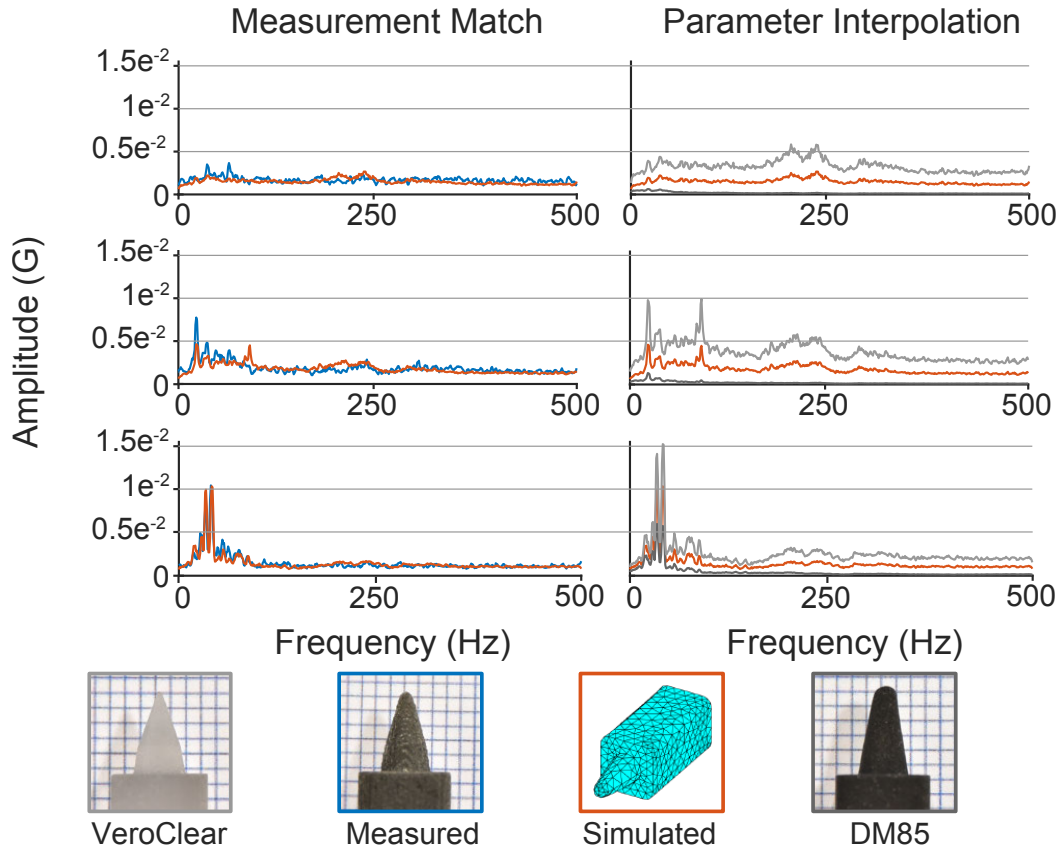 Measurement Match Parameter Interpolation
1.5e-2
1e-2
0.5e-2
0
0 250 500 0 250 500
1.5e-2
1e-2
0.5e-2
0
0 250 500 0 250 500
Amplitude (G)
1.5e-2
1e-2
0.5e-2
0
0 250 500 0 250 500
Frequency (Hz) Frequency (Hz)
VeroClear Measured Simulated DM85